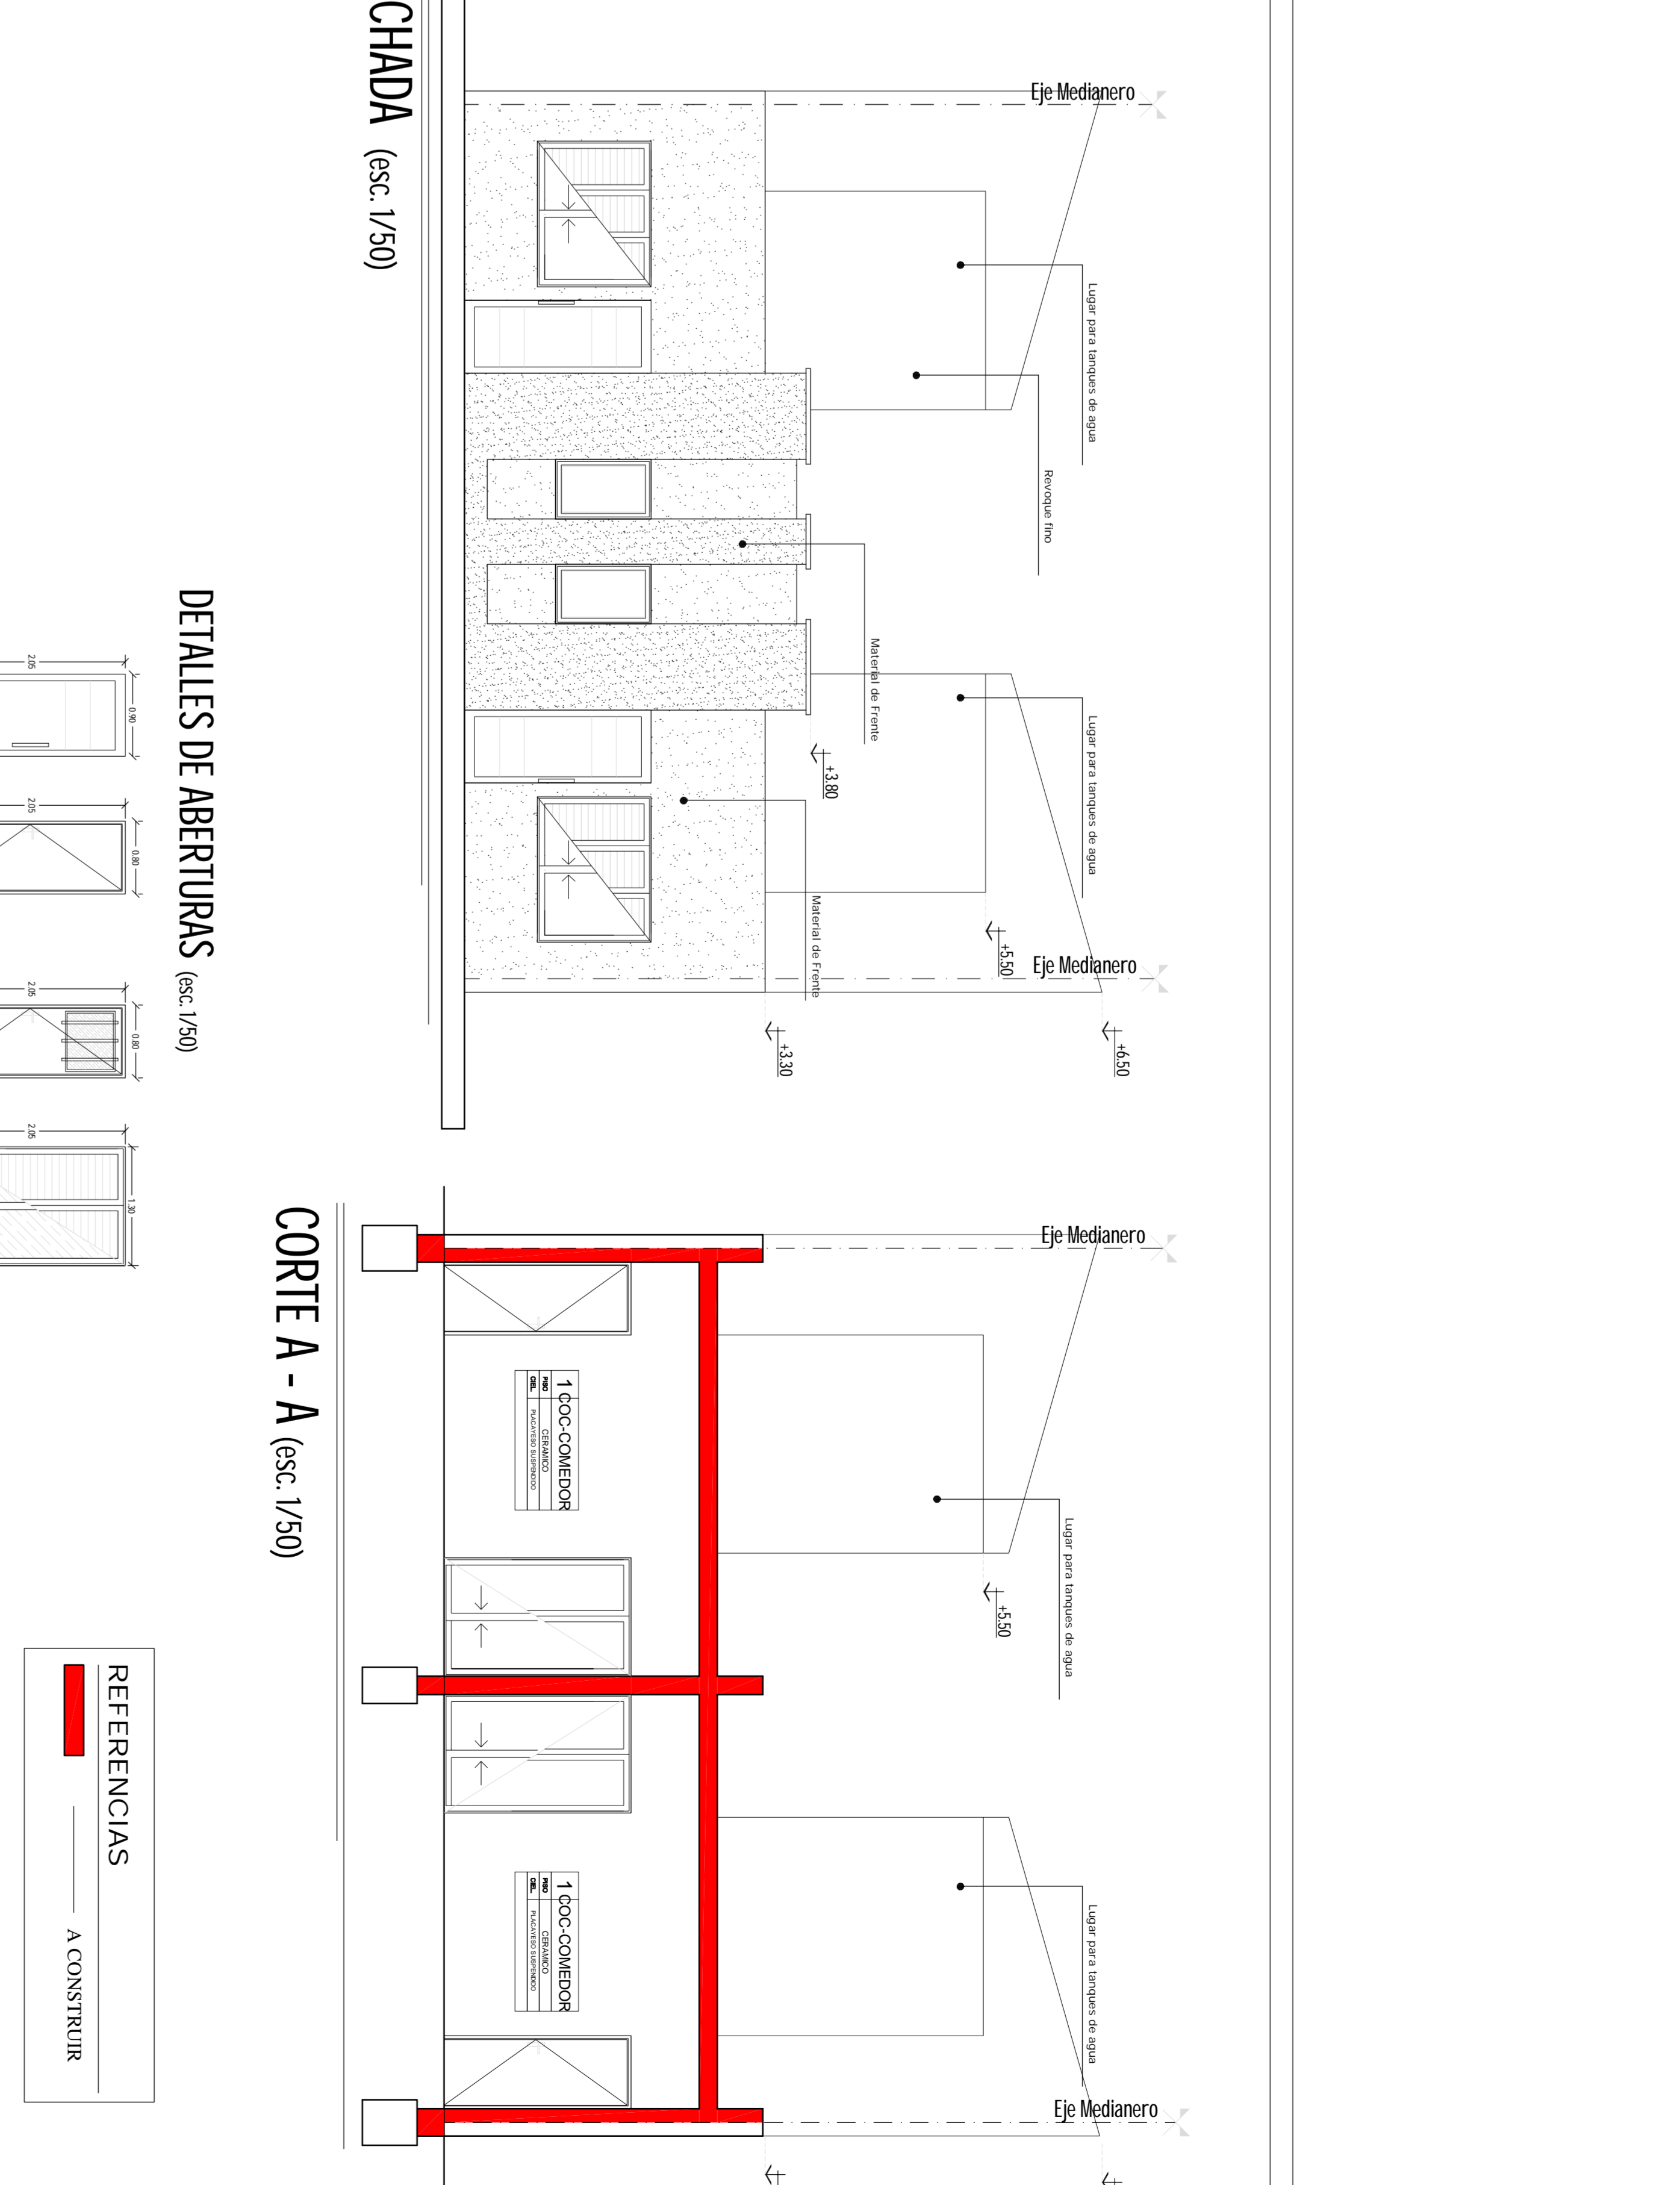 CHADA (esc. 1/50)
Eje Medianero
Lugar para tanques de agua
Revoque fino
Material de Frente
Lugar para tanques de agua
+3.80
Material de Frente
+5.50
Eje Medianero
+3.30
+6.50
DETALLES DE ABERTURAS (esc. 1/50)
2.05
0.90
2.05
0.80
2.05
0.80
2.05
1.30
CORTE A - A (esc. 1/50)
Eje Medianero
1 COC-COMEDOR
PISO CERAMICO
CIEL. PLACAYESO SUSPENDIDO
Lugar para tanques de agua
+5.50
1 COC-COMEDOR
PISO CERAMICO
CIEL. PLACAYESO SUSPENDIDO
Lugar para tanques de agua
Eje Medianero
REFERENCIAS
A CONSTRUIR